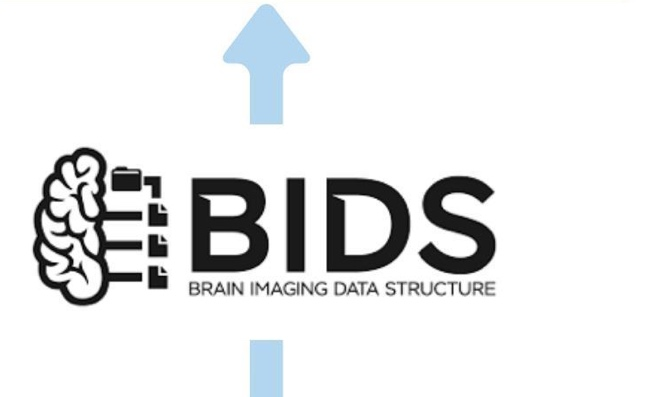 BIDS
BRAIN IMAGING DATA STRUCTURE